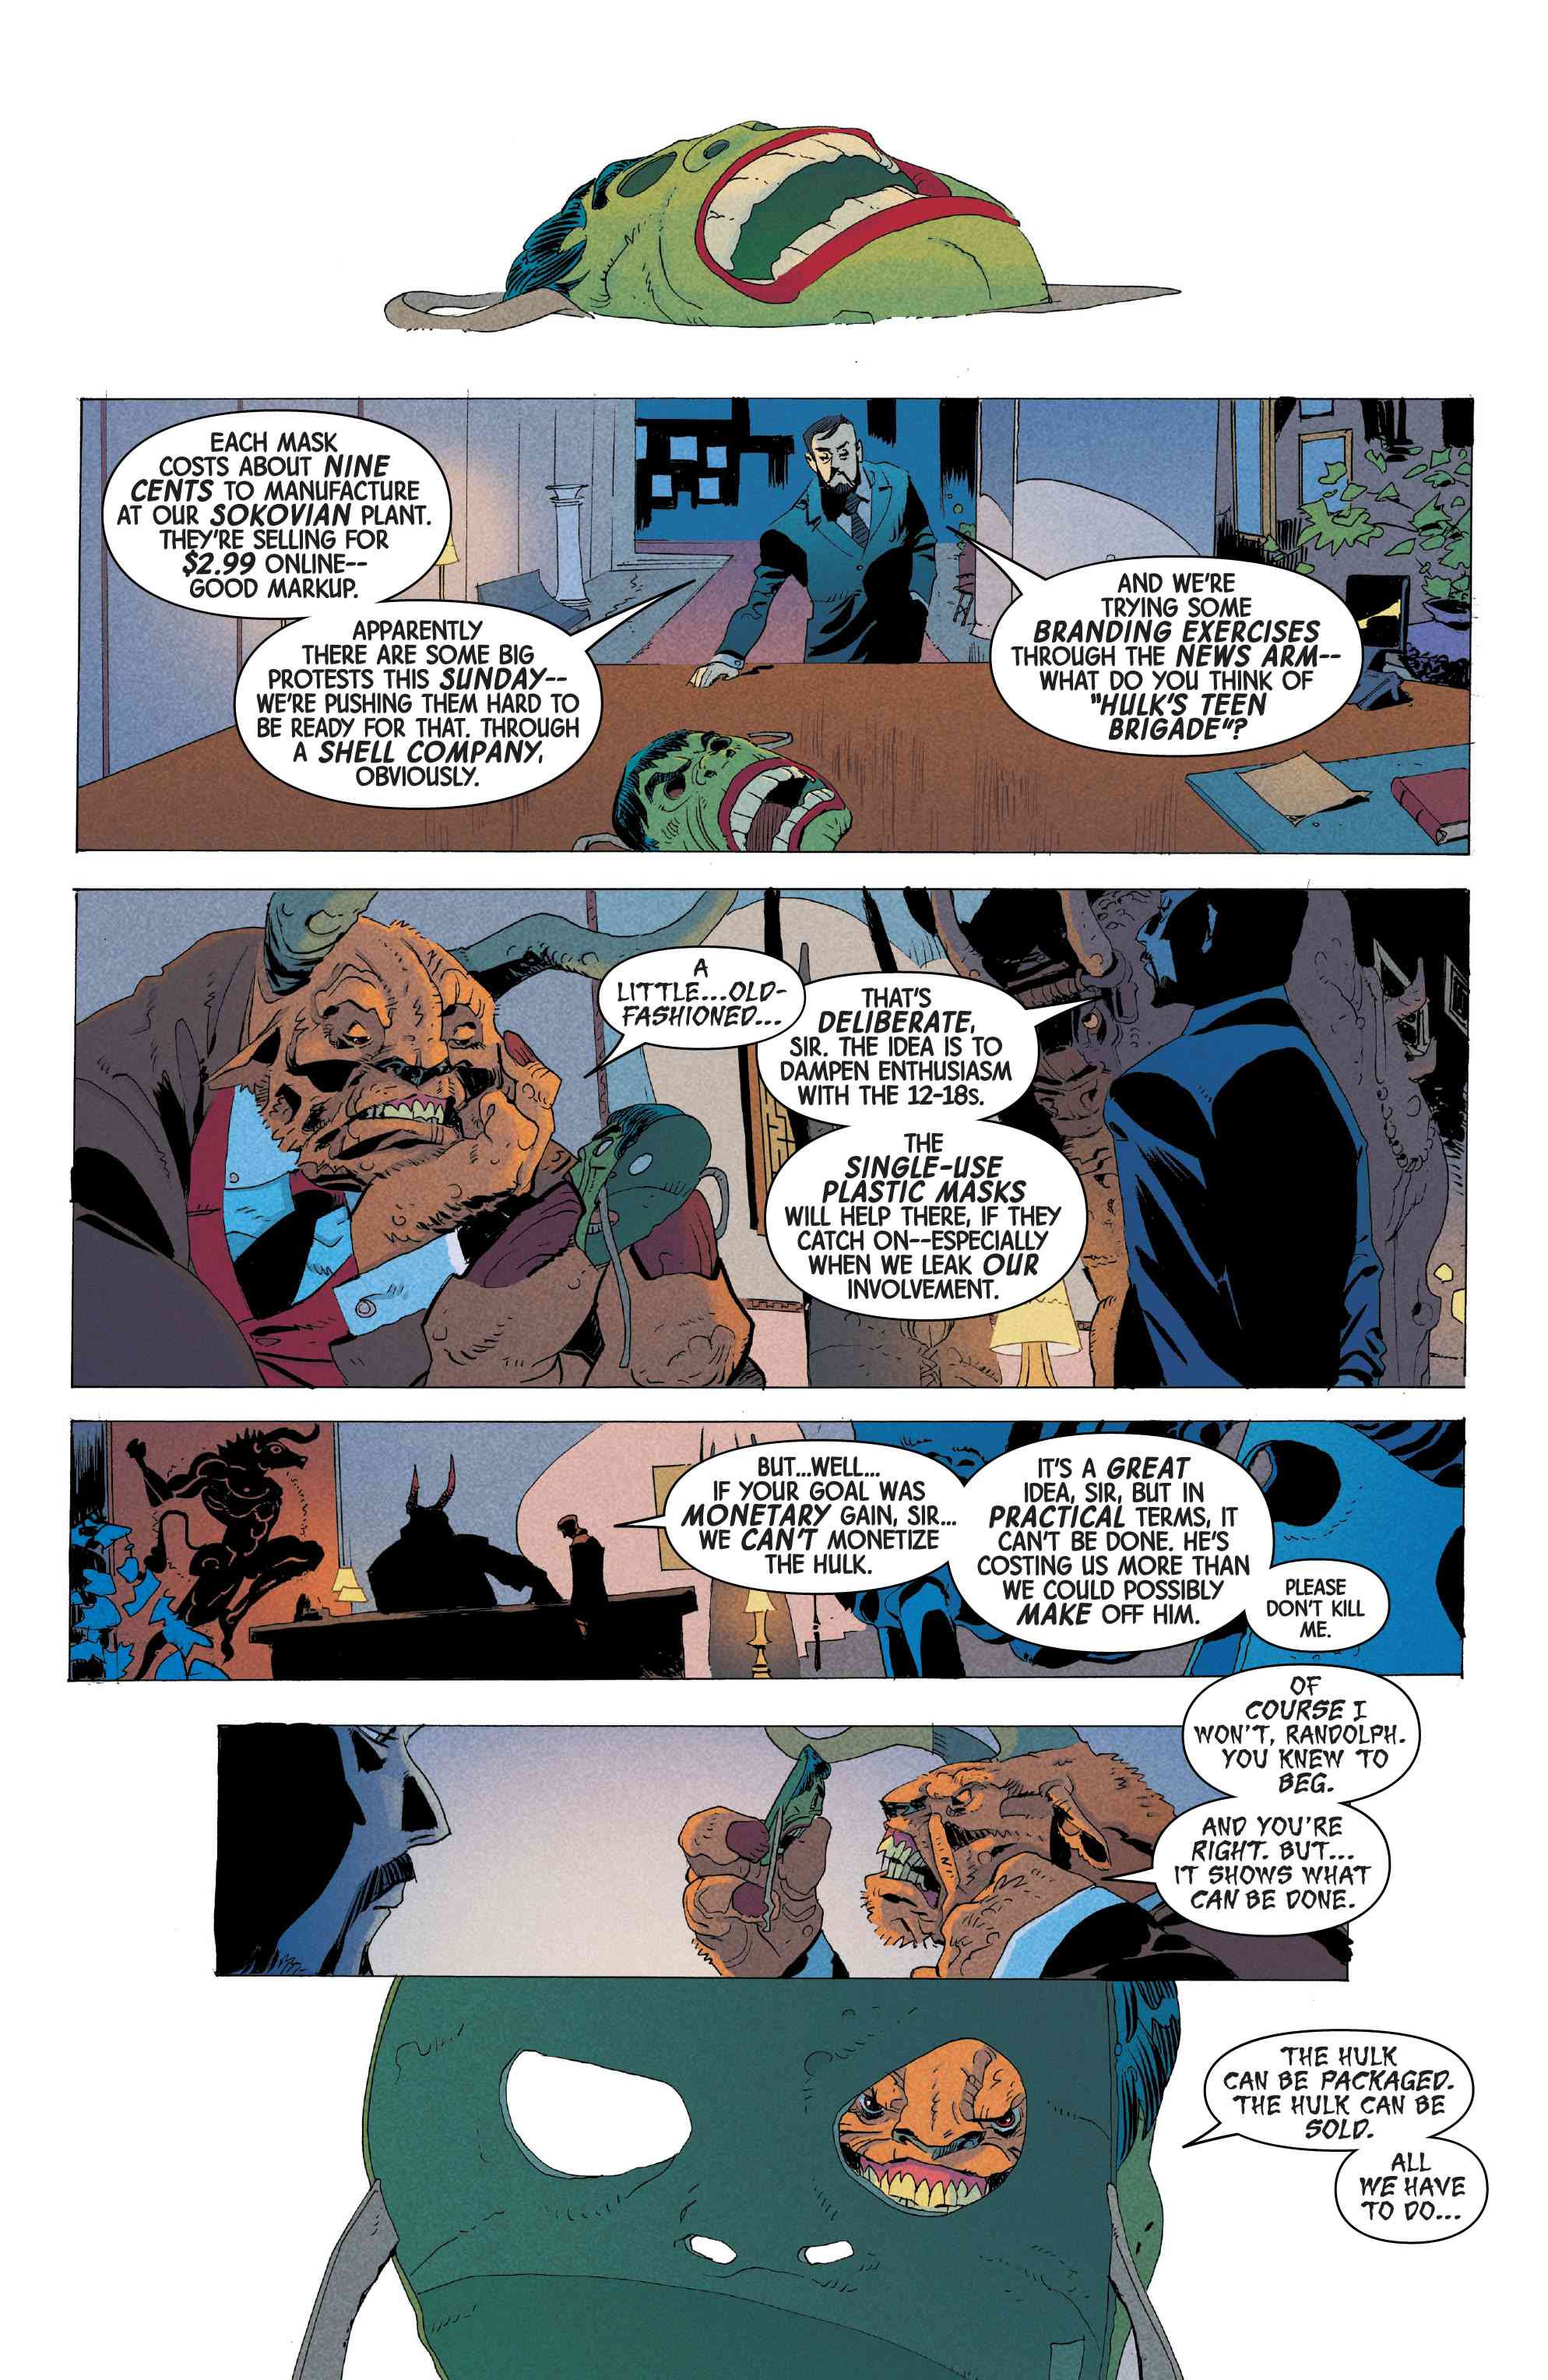 EACH MASK
COSTS ABOUT NINE
CENTS TO MANUFACTURE
AT OUR SOKOVIAN PLANT.
THEY'RE SELLING FOR
$2.99 ONLINE--
GOOD MARKUP.
APPARENTLY
THERE ARE SOME BIG
PROTESTS THIS SUNDAY--
WE'RE PUSHING THEM HARD TO
BE READY FOR THAT. THROUGH
A SHELL COMPANY,
OBVIOUSLY.
AND WE'RE
TRYING SOME
BRANDING EXERCISES
THROUGH THE NEWS ARM--
WHAT DO YOU THINK OF
"HULK'S TEEN
BRIGADE"?
A
LITTLE...OLD-
FASHIONED...
THAT'S
DELIBERATE,
SIR. THE IDEA IS TO
DAMPEN ENTHUSIASM
WITH THE 12-18S.
THE
SINGLE-USE
PLASTIC MASKS
WILL HELP THERE, IF THEY
CATCH ON--ESPECIALLY
WHEN WE LEAK OUR
INVOLVEMENT.
BUT...WELL...
IF YOUR GOAL WAS
MONETARY GAIN, SIR...
WE CAN'T MONETIZE
THE HULK.
IT'S A GREAT
IDEA, SIR, BUT IN
PRACTICAL TERMS, IT
CAN'T BE DONE. HE'S
COSTING US MORE THAN
WE COULD POSSIBLY
MAKE OFF HIM.
PLEASE
DON'T KILL
ME.
OF
COURSE I
WON'T, RANDOLPH.
YOU KNEW TO
BEG.
AND YOU'RE
RIGHT. BUT...
IT SHOWS WHAT
CAN BE DONE.
THE HULK
CAN BE PACKAGED.
THE HULK CAN BE
SOLD.
ALL
WE HAVE
TO DO...